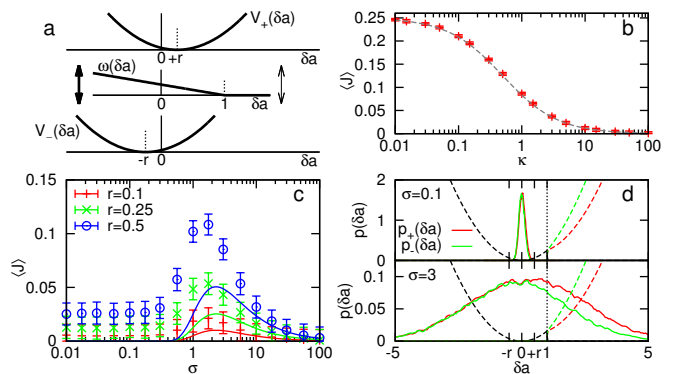 a
V₊(δa)
0 +r
δa
ω(δa)
0
1
δa
V₋(δa)
-r
0
δa
b
⟨J⟩
0.25
0.20
0.15
0.1
0.05
0
0.01
0.1
1
10
100
κ
c
⟨J⟩
r=0.1
r=0.25
r=0.5
0.15
0.1
0.05
0
0.01
0.1
1
10
100
σ
d
p(δa)
2
1
0
σ=0.1
p₊(δa)
p₋(δa)
p(δa)
0.1
0.05
0
σ=3
-5
-r 0 +r 1
5
δa